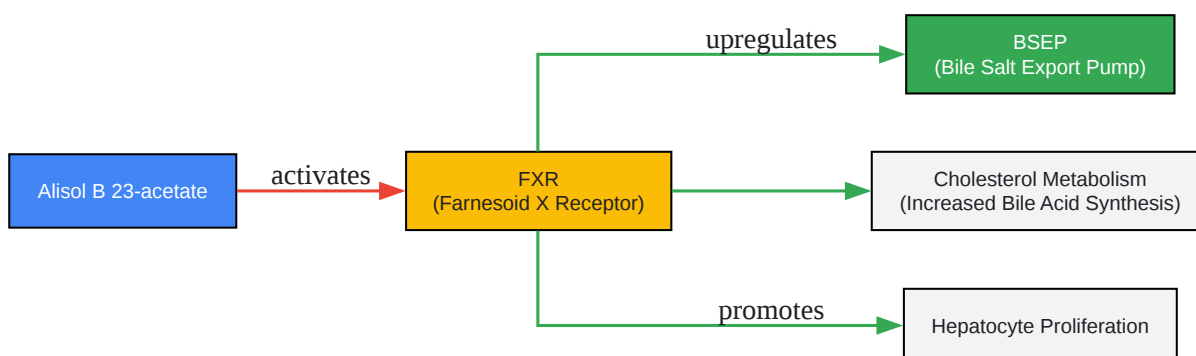 upregulates
BSEP
(Bile Salt Export Pump)
Alisol B 23-acetate
activates
FXR
(Farnesoid X Receptor)
Cholesterol Metabolism
(Increased Bile Acid Synthesis)
promotes
Hepatocyte Proliferation